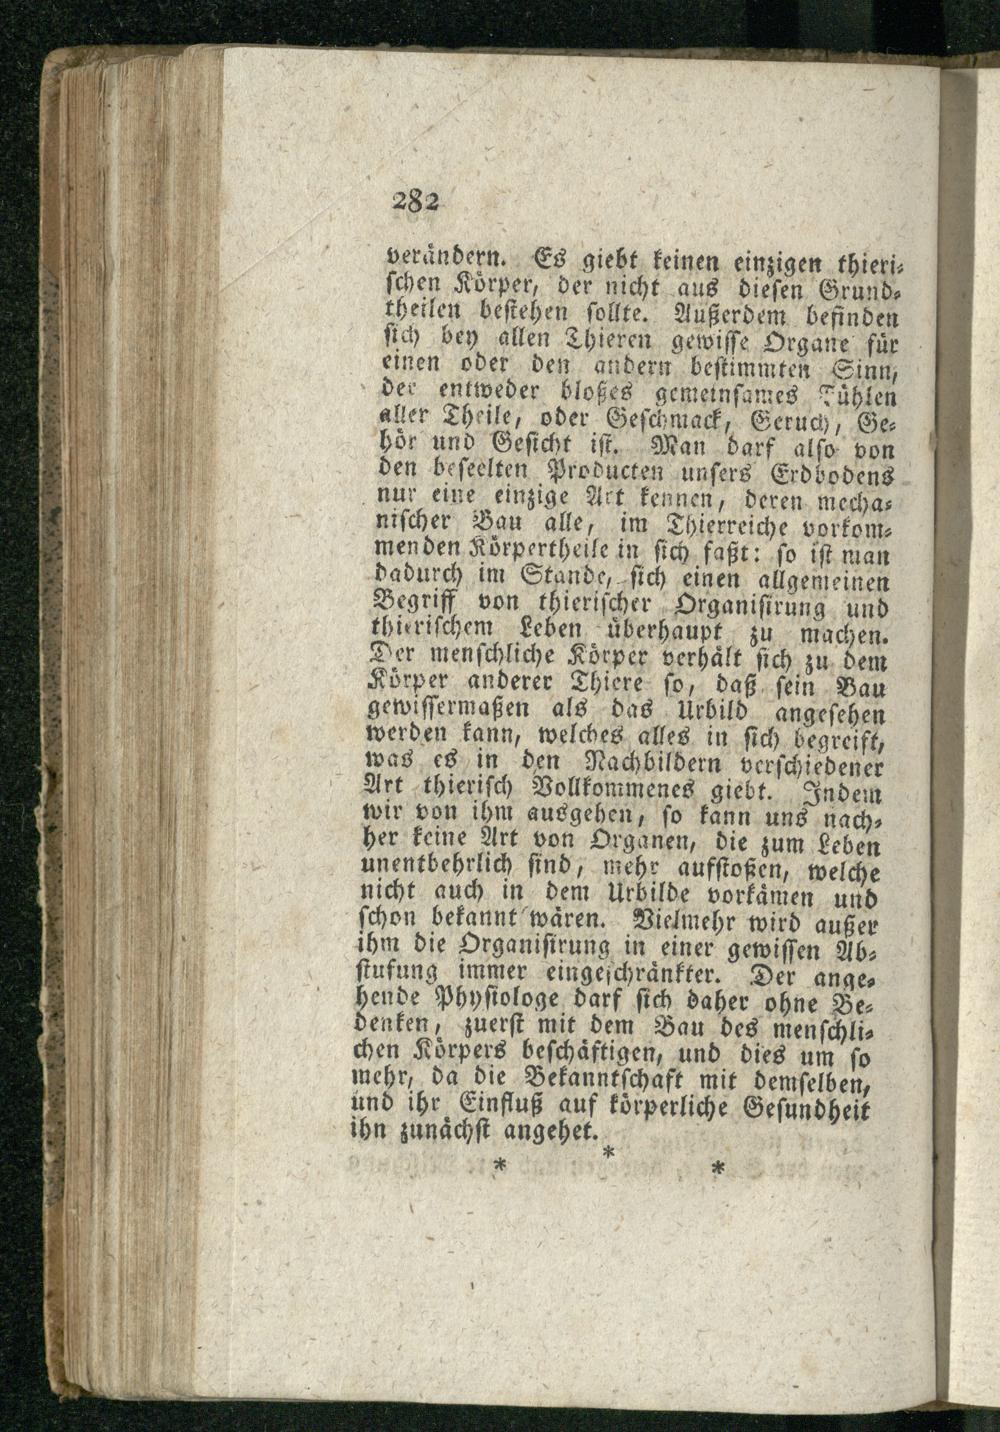 282
verändern. Es giebt keinen einzigen thieri-
schen Körper, der nicht aus diesen Grund-
theilen bestehen sollte. Außerdem befinden
sich bey allen Thieren gewisse Organe für
einen oder den andern bestimmten Sinn,
der entweder bloßes gemeinsames Fühlen
aller Theile, oder Geschmack, Geruch, Ge-
hör und Gesicht ist. Man darf also von
den beseelten Producten unsers Erdbodens
nur eine einzige Art kennen, deren mecha-
nischer Bau alle, im Thierreiche vorkom-
menden Körpertheile in sich faßt: so ist man
dadurch im Stande, sich einen allgemeinen
Begriff von thierischer Organisirung und
thierischem Leben überhaupt zu machen.
Der menschliche Körper verhält sich zu dem
Körper anderer Thiere so, daß sein Bau
gewissermaßen als das Urbild angesehen
werden kann, welches alles in sich begreift,
was es in den Nachbildern verschiedener
Art thierisch Vollkommenes giebt. Indem
wir von ihm ausgehen, so kann uns nach-
her keine Art von Organen, die zum Leben
unentbehrlich sind, mehr aufstoßen, welche
nicht auch in dem Urbilde vorkämen und
schon bekannt wären. Vielmehr wird außer
ihm die Organisirung in einer gewissen Ab-
stufung immer eingeschränkter. Der ange-
hende Physiologe darf sich daher ohne Be-
denken, zuerst mit dem Bau des menschli-
chen Körpers beschäftigen, und dies um so
mehr, da die Bekanntschaft mit demselben,
und ihr Einfluß auf körperliche Gesundheit
ihn zunächst angehet.
* * *